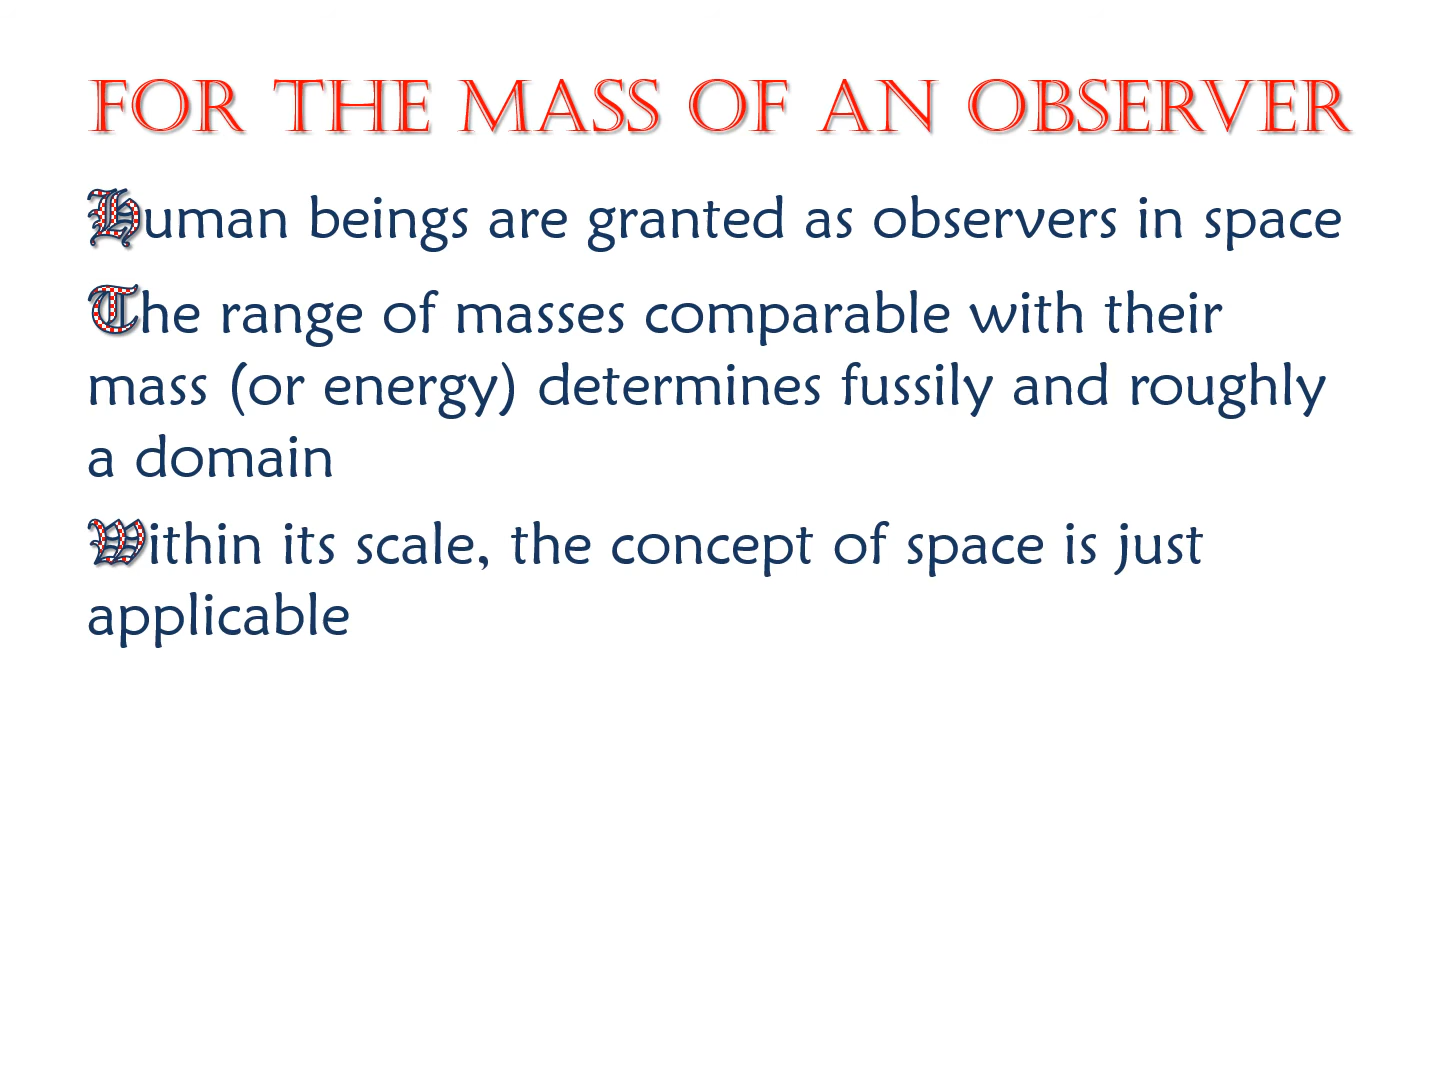 FOR THE MASS OF AN OBSERVER
Human beings are granted as observers in space
The range of masses comparable with their
mass (or energy) determines fussily and roughly
a domain
Within its scale, the concept of space is just
applicable